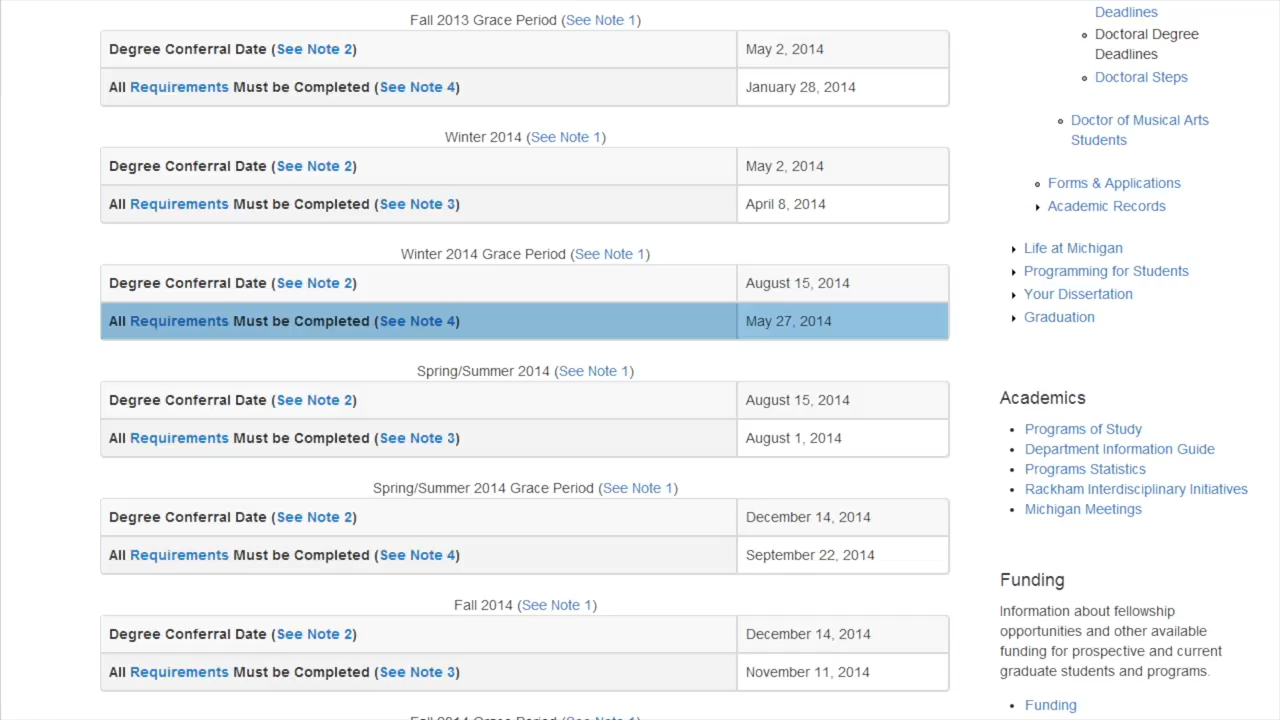 Fall 2013 Grace Period (See Note 1)
Degree Conferral Date (See Note 2) May 2, 2014
All Requirements Must be Completed (See Note 4) January 28, 2014
Winter 2014 (See Note 1)
Degree Conferral Date (See Note 2) May 2, 2014
All Requirements Must be Completed (See Note 3) April 8, 2014
Winter 2014 Grace Period (See Note 1)
Degree Conferral Date (See Note 2) August 15, 2014
All Requirements Must be Completed (See Note 4) May 27, 2014
Spring/Summer 2014 (See Note 1)
Degree Conferral Date (See Note 2) August 15, 2014
All Requirements Must be Completed (See Note 3) August 1, 2014
Spring/Summer 2014 Grace Period (See Note 1)
Degree Conferral Date (See Note 2) December 14, 2014
All Requirements Must be Completed (See Note 4) September 22, 2014
Fall 2014 (See Note 1)
Degree Conferral Date (See Note 2) December 14, 2014
All Requirements Must be Completed (See Note 3) November 11, 2014
Fall 2014 Grace Period (See Note 1)
Deadlines
Doctoral Degree
Deadlines
Doctoral Steps
Doctor of Musical Arts
Students
Forms & Applications
Academic Records
Life at Michigan
Programming for Students
Your Dissertation
Graduation
Academics
Programs of Study
Department Information Guide
Programs Statistics
Rackham Interdisciplinary Initiatives
Michigan Meetings
Funding
Information about fellowship
opportunities and other available
funding for prospective and current
graduate students and programs.
Funding